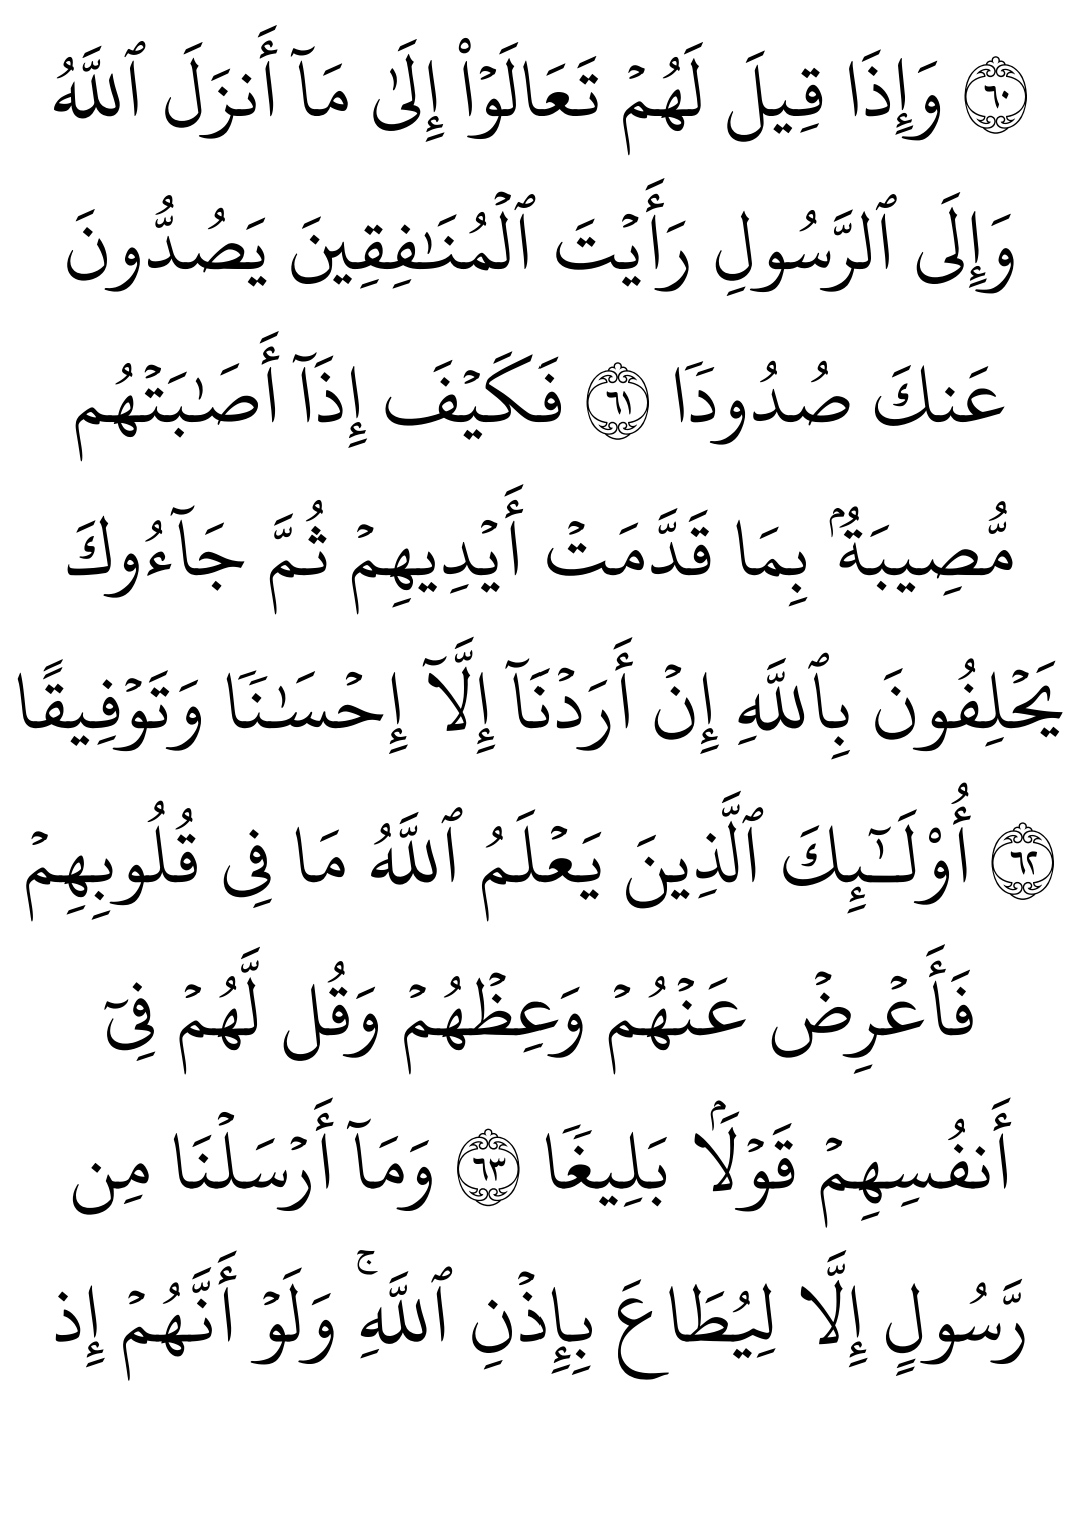 ٦٠ وَإِذَا قِيلَ لَهُمۡ تَعَالَوۡا۟ إِلَىٰ مَآ أَنزَلَ ٱللَّهُ
وَإِلَى ٱلرَّسُولِ رَأَيۡتَ ٱلۡمُنَـٰفِقِينَ يَصُدُّونَ
عَنكَ صُدُودࣰا ٦١ فَكَيۡفَ إِذَاۤ أَصَـٰبَتۡهُم
مُّصِيبَةُۢ بِمَا قَدَّمَتۡ أَيۡدِيهِمۡ ثُمَّ جَاۤءُوكَ
يَحۡلِفُونَ بِٱللَّهِ إِنۡ أَرَدۡنَاۤ إِلَّاۤ إِحۡسَـٰنࣰا وَتَوۡفِيقًا
٦٢ أُو۟لَـٰۤىِٕكَ ٱلَّذِينَ يَعۡلَمُ ٱللَّهُ مَا فِی قُلُوبِهِمۡ
فَأَعۡرِضۡ عَنۡهُمۡ وَعِظۡهُمۡ وَقُل لَّهُمۡ فِیۤ
أَنفُسِهِمۡ قَوۡلَۢا بَلِيغࣰا ٦٣ وَمَاۤ أَرۡسَلۡنَا مِن
رَّسُولٍ إِلَّا لِيُطَاعَ بِإِذۡنِ ٱللَّهِۚ وَلَوۡ أَنَّهُمۡ إِذ